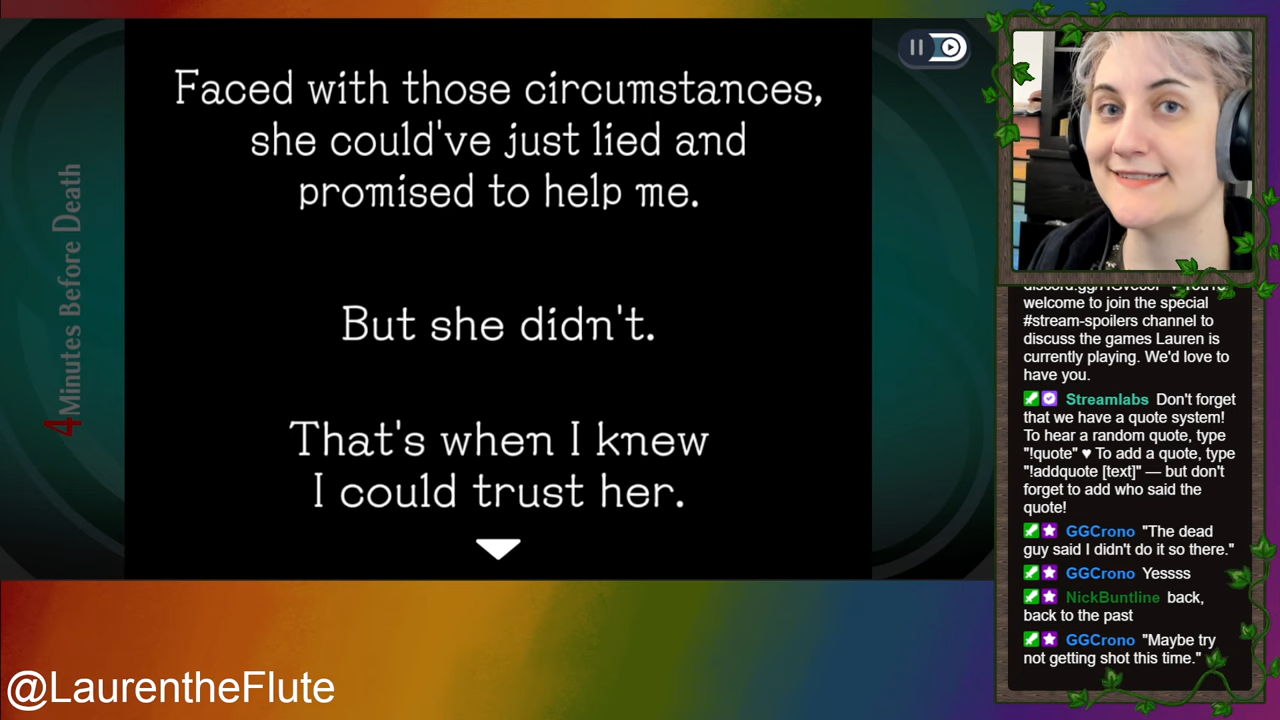 Faced with those circumstances,
she could've just lied and
promised to help me.
But she didn't.
That's when I knew
I could trust her.
4 Minutes Before Death
welcome to join the special
#stream-spoilers channel to
discuss the games Lauren is
currently playing. We'd love to
have you.
Streamlabs Don't forget
that we have a quote system!
To hear a random quote, type
"!quote" ♥ To add a quote, type
"!addquote [text]" — but don't
forget to add who said the
quote!
GGCrono "The dead
guy said I didn't do it so there."
GGCrono Yessss
NickBuntline back,
back to the past
GGCrono "Maybe try
not getting shot this time."
@LaurentheFlute